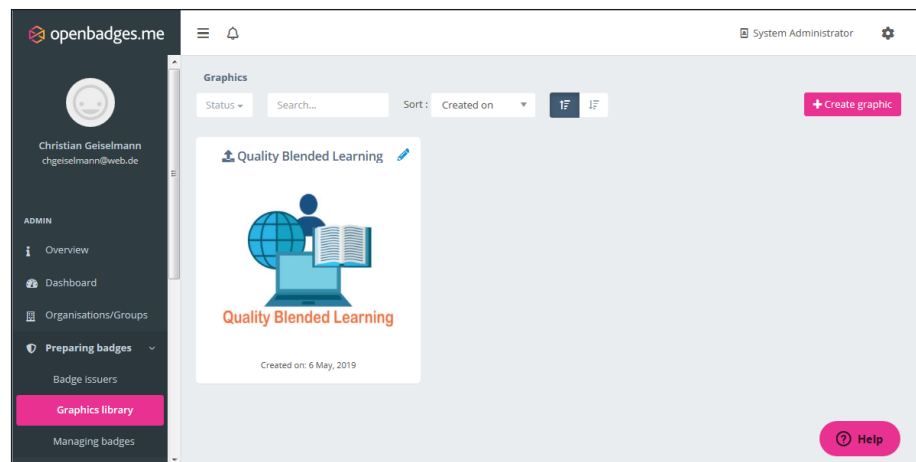 openbadges.me
System Administrator
Christian Geiselmann
chgeiselmann@web.de
ADMIN
Overview
Dashboard
Organisations/Groups
Preparing badges
Badge issuers
Graphics library
Managing badges
Graphics
Status
Search...
Sort :
Created on
Create graphic
Quality Blended Learning
Quality Blended Learning
Created on: 6 May, 2019
Help